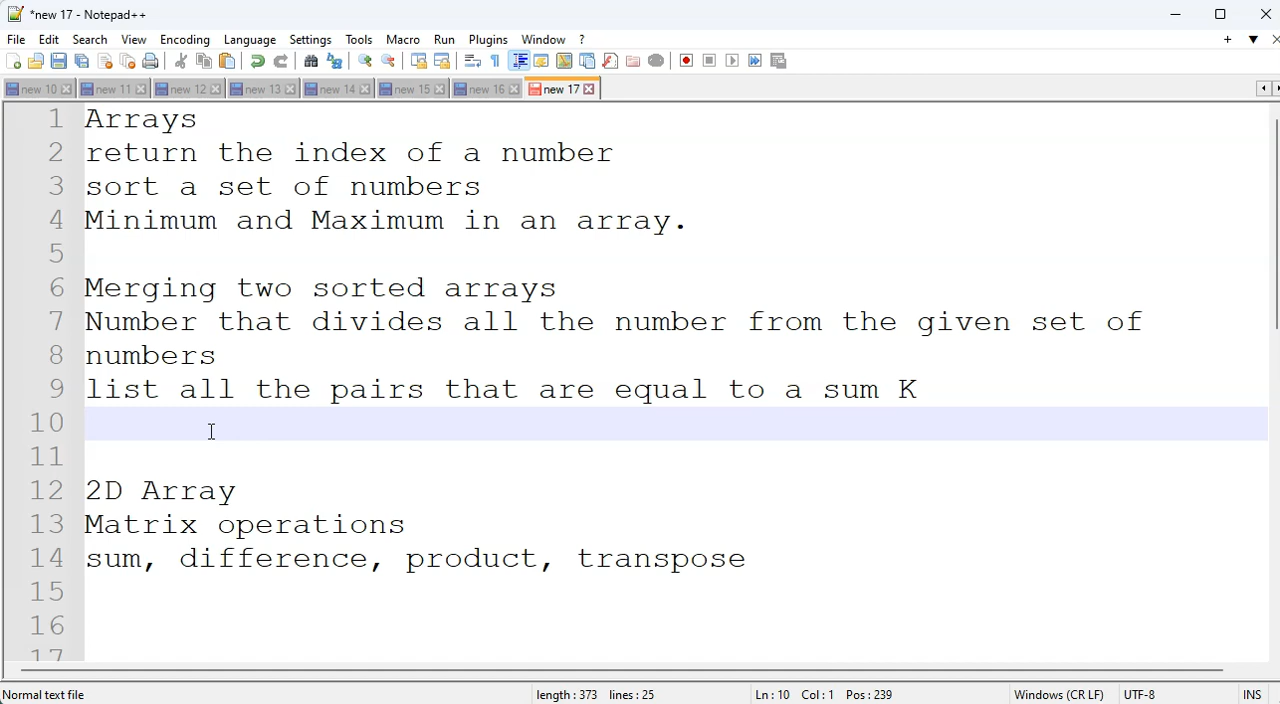 *new 17 - Notepad++
File Edit Search View Encoding Language Settings Tools Macro Run Plugins Window ?
new 10 new 11 new 12 new 13 new 14 new 15 new 16 new 17
1 Arrays
2 return the index of a number
3 sort a set of numbers
4 Minimum and Maximum in an array.
5
6 Merging two sorted arrays
7 Number that divides all the number from the given set of
8 numbers
9 list all the pairs that are equal to a sum K
10
11
12 2D Array
13 Matrix operations
14 sum, difference, product, transpose
15
16
17
Normal text file length : 373 lines : 25 Ln : 10 Col : 1 Pos : 239 Windows (CR LF) UTF-8 INS